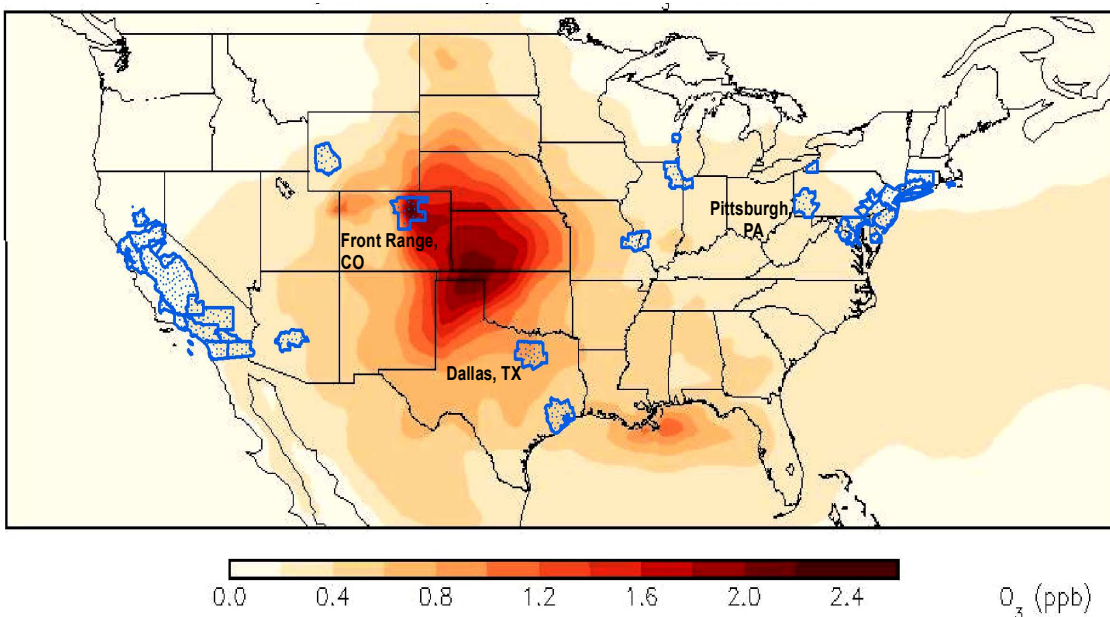 Pittsburgh,
PA
Front Range,
CO
Dallas, TX
0.0 0.4 0.8 1.2 1.6 2.0 2.4 O₃ (ppb)